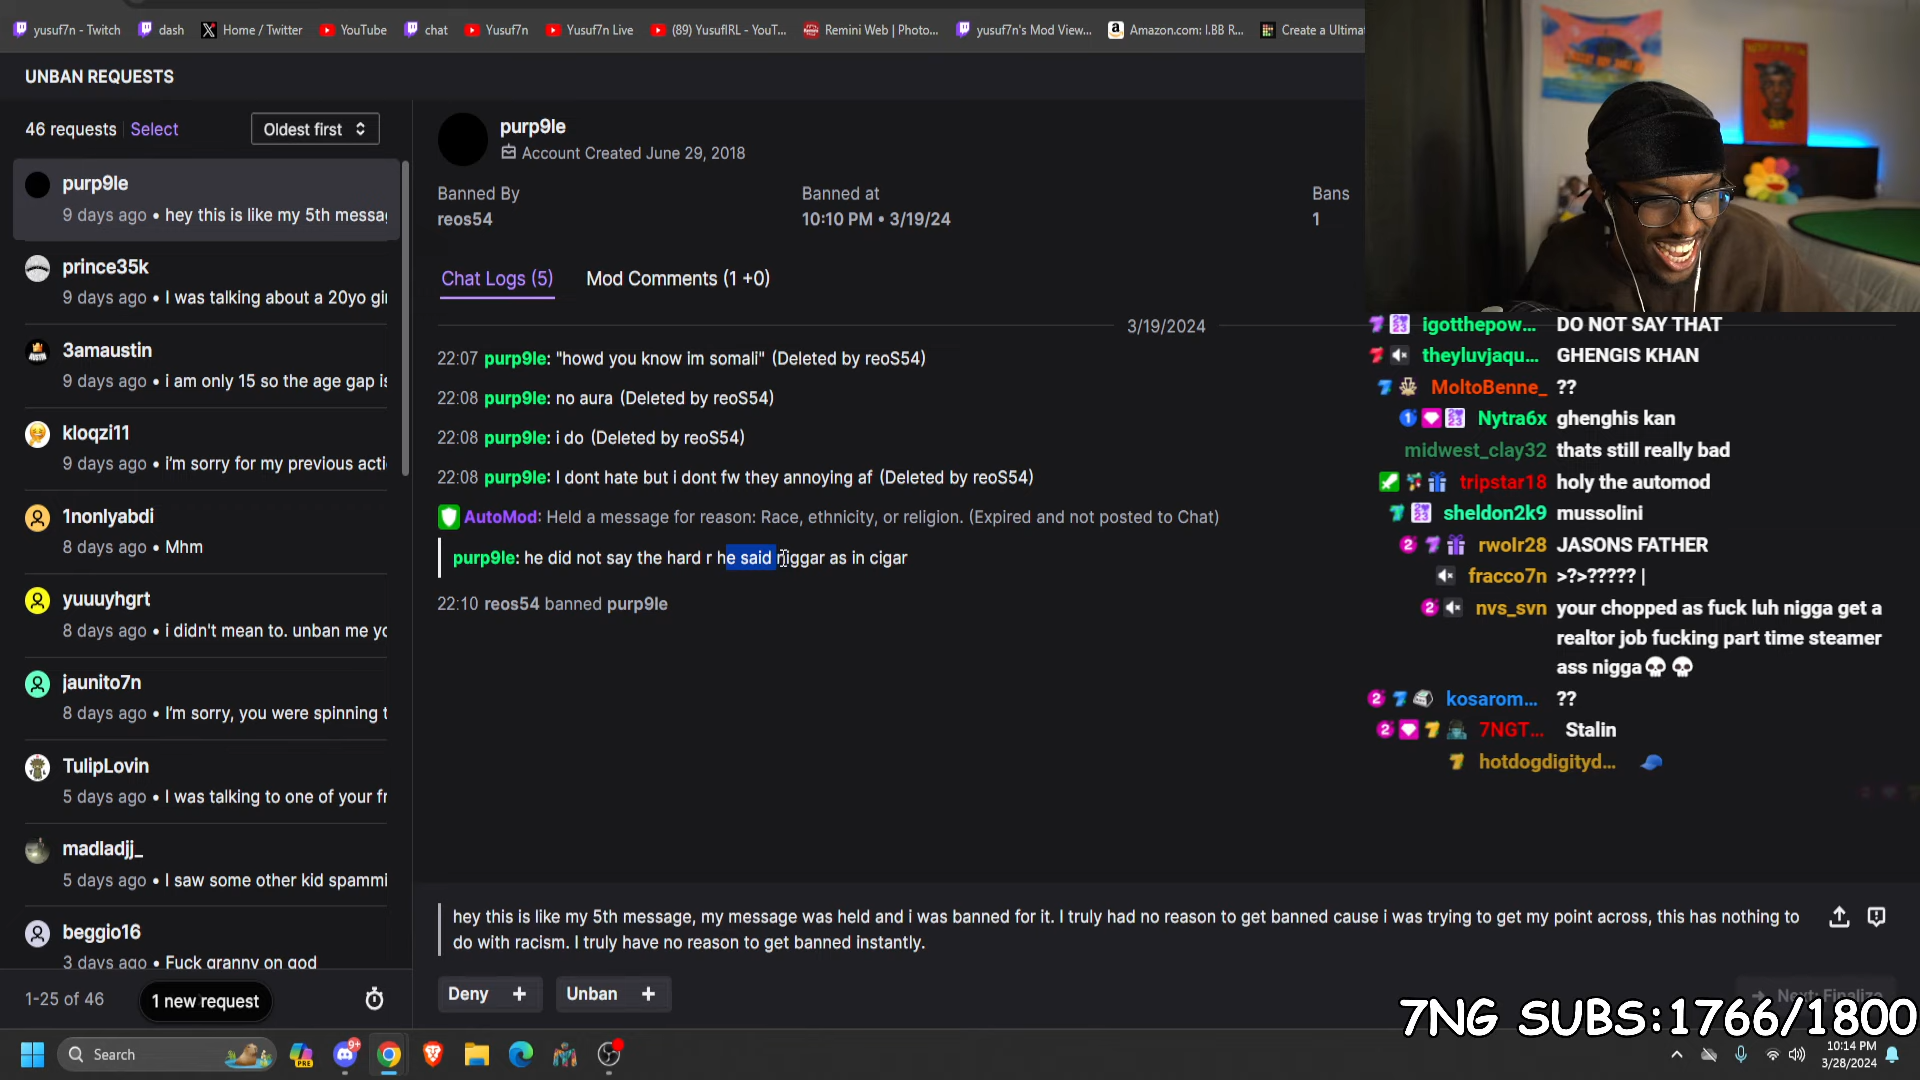 yusuf7n - Twitch
dash
Home / Twitter
YouTube
chat
Yusuf7n
Yusuf7n Live
(89) YusufIRL - YouT...
Remini Web | Photo...
yusuf7n's Mod View...
Amazon.com: I.BB R...
Create a Ultima
UNBAN REQUESTS
46 requests
Select
Oldest first
purp9le
9 days ago • hey this is like my 5th messag
prince35k
9 days ago • I was talking about a 20yo gir
3amaustin
9 days ago • i am only 15 so the age gap is
kloqzi11
9 days ago • i'm sorry for my previous acti
1nonlyabdi
8 days ago • Mhm
yuuuyhgrt
8 days ago • i didn't mean to. unban me yo
jaunito7n
8 days ago • I'm sorry, you were spinning t
TulipLovin
5 days ago • I was talking to one of your fr
madladjj_
5 days ago • I saw some other kid spammi
beggio16
3 days ago • Fuck granny on god
1-25 of 46
1 new request
purp9le
Account Created June 29, 2018
Banned By
reos54
Banned at
10:10 PM • 3/19/24
Bans
1
Chat Logs (5)
Mod Comments (1 +0)
3/19/2024
22:07 purp9le: "howd you know im somali" (Deleted by reoS54)
22:08 purp9le: no aura (Deleted by reoS54)
22:08 purp9le: i do (Deleted by reoS54)
22:08 purp9le: I dont hate but i dont fw they annoying af (Deleted by reoS54)
AutoMod: Held a message for reason: Race, ethnicity, or religion. (Expired and not posted to Chat)
purp9le: he did not say the hard r he said niggar as in cigar
22:10 reos54 banned purp9le
hey this is like my 5th message, my message was held and i was banned for it. I truly had no reason to get banned cause i was trying to get my point across, this has nothing to
do with racism. I truly have no reason to get banned instantly.
Deny +
Unban +
Next: Finalize
igotthepow... DO NOT SAY THAT
theyluvjaqu... GHENGIS KHAN
MoltoBenne_ ??
Nytra6x ghenghis kan
midwest_clay32 thats still really bad
tripstar18 holy the automod
sheldon2k9 mussolini
rwolr28 JASONS FATHER
fracco7n >?>????? |
nvs_svn your chopped as fuck luh nigga get a
realtor job fucking part time steamer
ass nigga💀💀
kosarom... ??
7NGT... Stalin
hotdogdigityd... 🧢
7NG SUBS:1766/1800
Search
PRE
9+
10:14 PM
3/28/2024